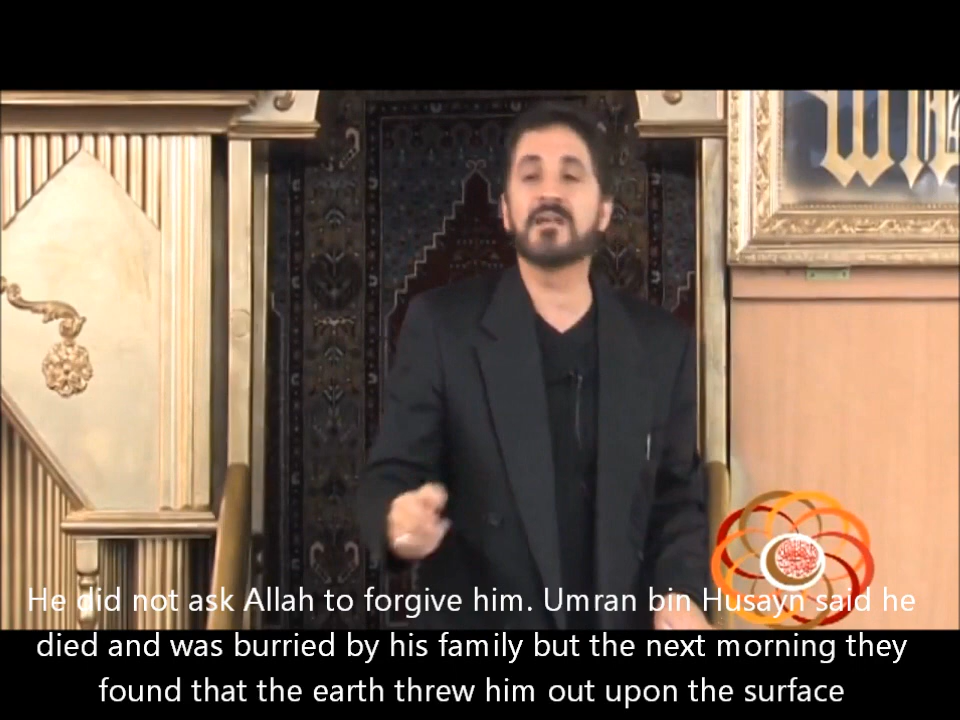 He did not ask Allah to forgive him. Umran bin Husayn said he
died and was burried by his family but the next morning they
found that the earth threw him out upon the surface